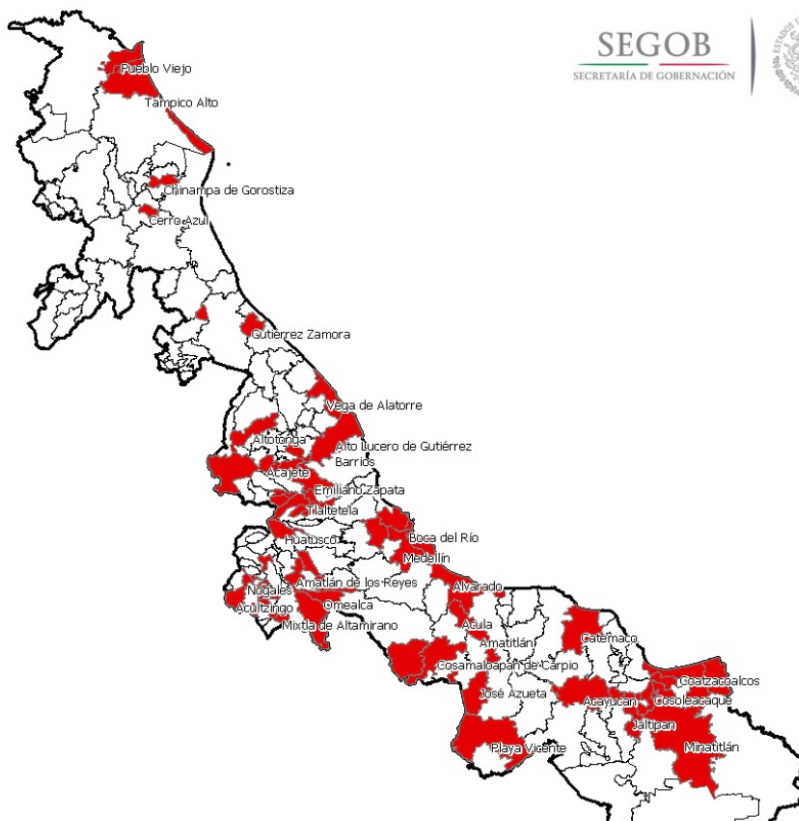 SEGOB
SECRETARÍA DE GOBERNACIÓN
Pueblo Viejo
Tampico Alto
Chinampa de Gorostiza
Cerro Azul
Gutiérrez Zamora
Vega de Alatorre
Altotonga
Alto Lucero de Gutiérrez
Barrios
Acajete
Emiliano Zapata
Tlaltetela
Huatusco
Boca del Río
Medellín
Nogales
Amatlán de los Reyes
Alvarado
Acultzingo
Omealca
Mixtla de Altamirano
Acula
Amatitlán
Catemaco
Cosamaloapan de Carpio
Coatzacoalcos
José Azueta
Acayucan
Cosoleacaque
Jaltipan
Playa Vicente
Minatitlán